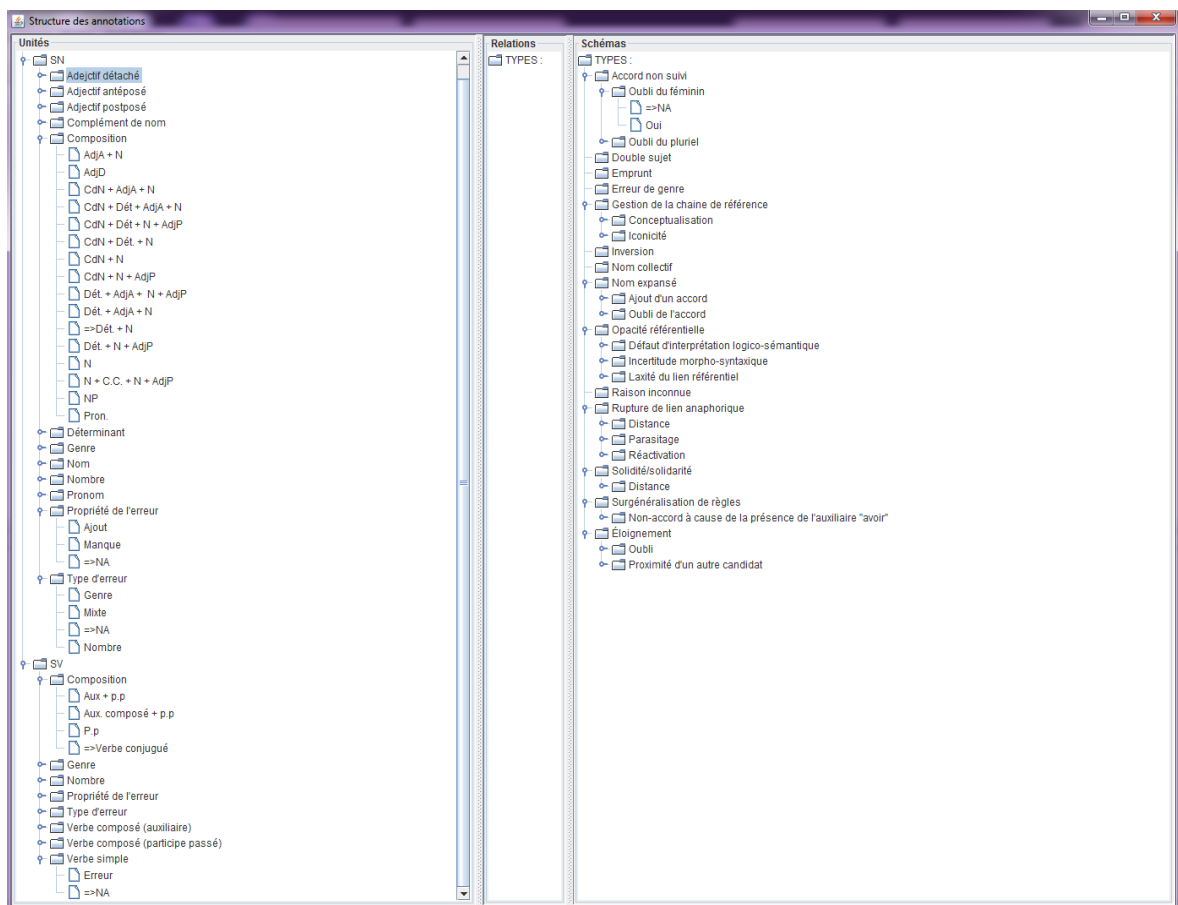 Structure des annotations
Unités
SN
Adejctif détaché
Adjectif antéposé
Adjectif postposé
Complément de nom
Composition
AdjA + N
AdjD
CdN + AdjA + N
CdN + Dét + AdjA + N
CdN + Dét + N + AdjP
CdN + Dét. + N
CdN + N
CdN + N + AdjP
Dét. + AdjA + N + AdjP
Dét. + AdjA + N
=>Dét. + N
Dét. + N + AdjP
N
N + C.C. + N + AdjP
NP
Pron.
Déterminant
Genre
Nom
Nombre
Pronom
Propriété de l'erreur
Ajout
Manque
=>NA
Type d'erreur
Genre
Mixte
=>NA
Nombre
SV
Composition
Aux + p.p
Aux. composé + p.p
P.p
=>Verbe conjugué
Genre
Nombre
Propriété de l'erreur
Type d'erreur
Verbe composé (auxiliaire)
Verbe composé (participe passé)
Verbe simple
Erreur
=>NA
Relations
TYPES :
Schémas
TYPES :
Accord non suivi
Oubli du féminin
=>NA
Oui
Oubli du pluriel
Double sujet
Emprunt
Erreur de genre
Gestion de la chaine de référence
Conceptualisation
Iconicité
Inversion
Nom collectif
Nom expansé
Ajout d'un accord
Oubli de l'accord
Opacité référentielle
Défaut d'interprétation logico-sémantique
Incertitude morpho-syntaxique
Laxité du lien référentiel
Raison inconnue
Rupture de lien anaphorique
Distance
Parasitage
Réactivation
Solidité/solidarité
Distance
Surgénéralisation de règles
Non-accord à cause de la présence de l'auxiliaire "avoir"
Éloignement
Oubli
Proximité d'un autre candidat